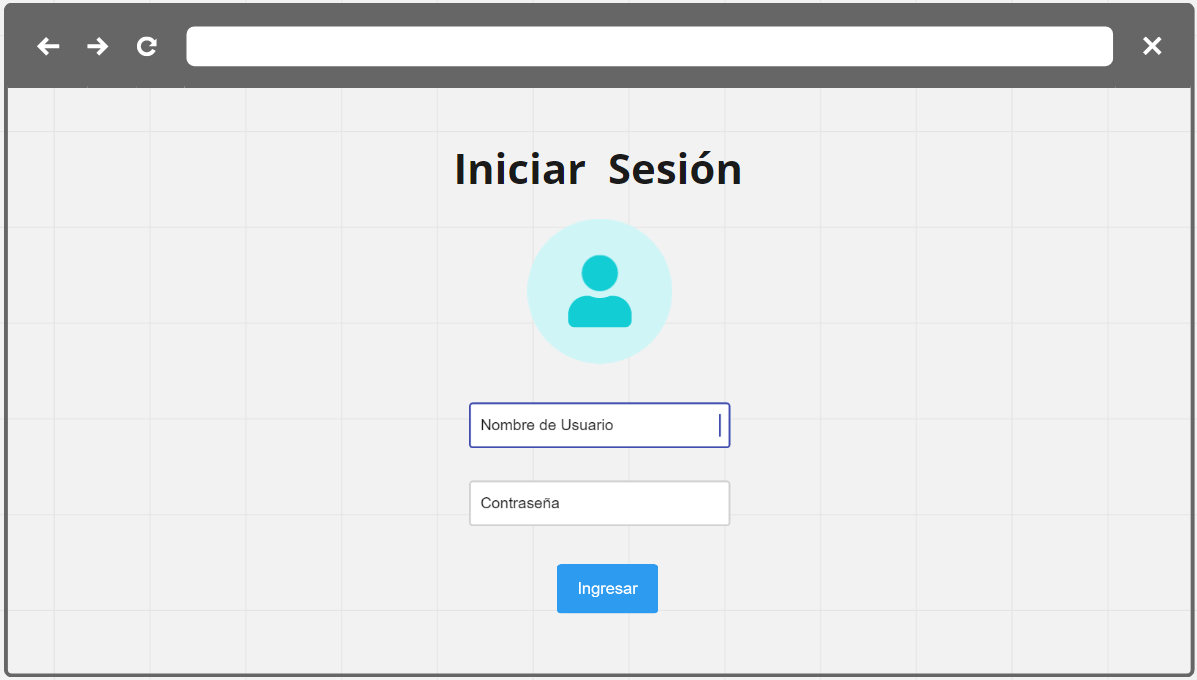 Iniciar Sesión
Nombre de Usuario
Contraseña
Ingresar